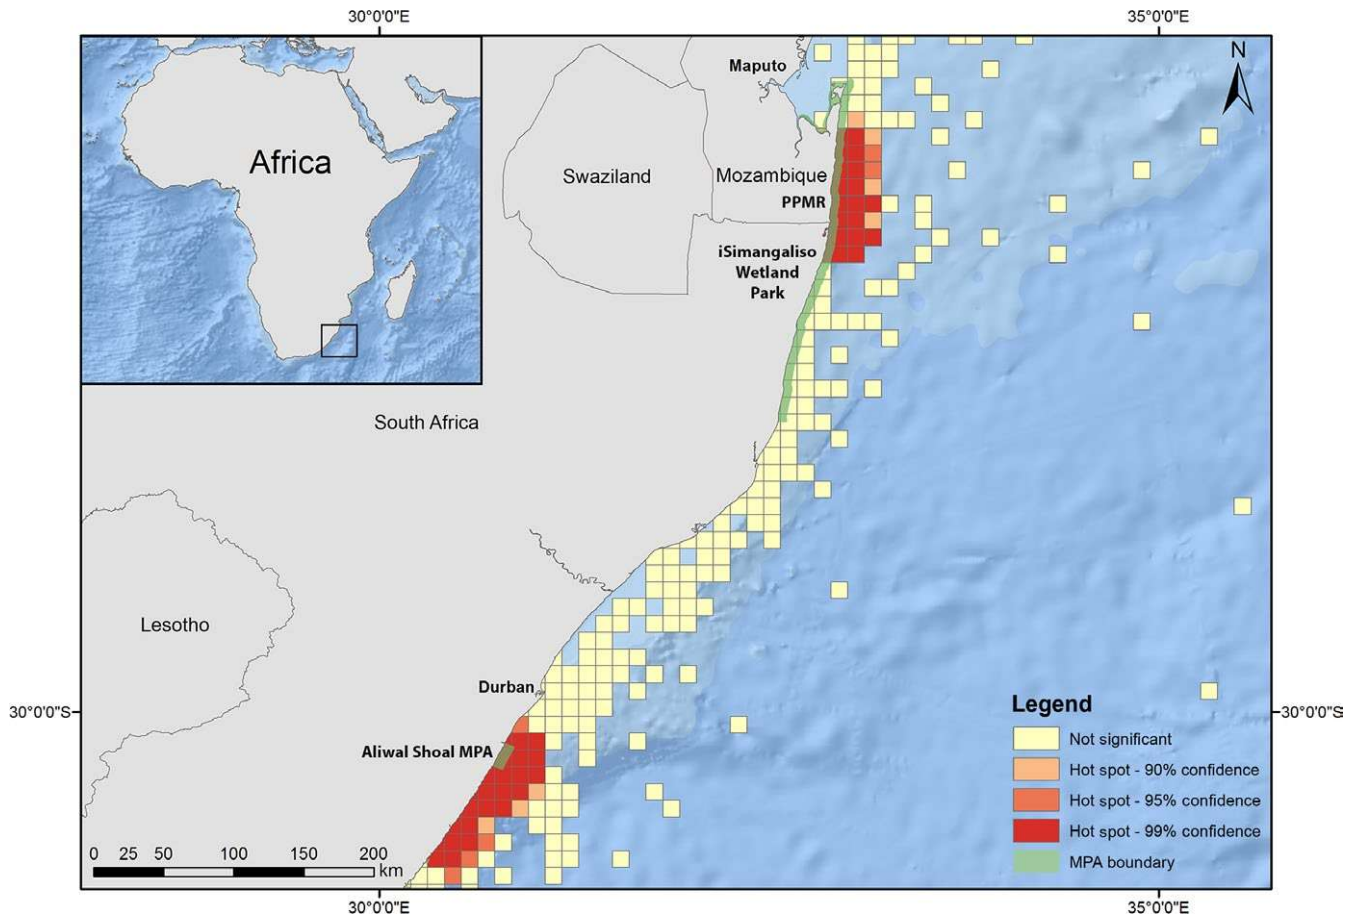 30°0'0"E
35°0'0"E
Maputo
N
Africa
Swaziland
Mozambique
PPMR
iSimangaliso
Wetland
Park
South Africa
Lesotho
Durban
30°0'0"S
30°0'0"S
Aliwal Shoal MPA
Legend
Not significant
Hot spot - 90% confidence
Hot spot - 95% confidence
Hot spot - 99% confidence
MPA boundary
0 25 50 100 150 200
km
30°0'0"E
35°0'0"E